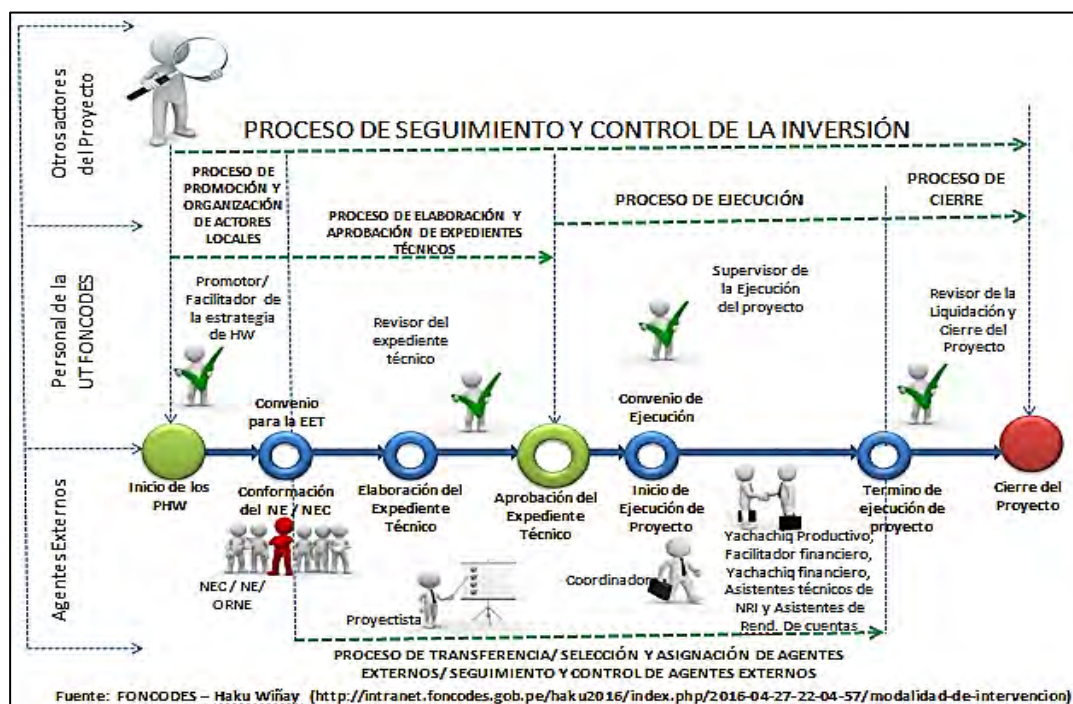 Otros actores
del Proyecto
Personal de la
UT FONCODES
Agentes Externos
PROCESO DE SEGUIMIENTO Y CONTROL DE LA INVERSIÓN
PROCESO DE
PROMOCIÓN Y
ORGANIZACIÓN
DE ACTORES
LOCALES
PROCESO DE ELABORACIÓN Y
APROBACIÓN DE EXPEDIENTES
TÉCNICOS
PROCESO DE EJECUCIÓN
PROCESO DE
CIERRE
Promotor/
Facilitador de
la estrategia
de HW
Revisor del
expediente
técnico
Supervisor de
la Ejecución
del proyecto
Revisor de la
Liquidación y
Cierre del
Proyecto
Convenio
para la EET
Convenio de
Ejecución
Inicio de los
PHW
Conformación
del NE / NEC
Elaboración del
Expediente
Técnico
Aprobación del
Expediente
Técnico
Inicio de
Ejecución de
Proyecto
Termino de
ejecución de
proyecto
Cierre del
Proyecto
NEC / NE/
ORNE
Proyectista
Coordinador
Yachachiq Productivo,
Facilitador financiero,
Yachachiq financiero,
Asistentes técnicos de
NRI y Asistentes de
Rend. De cuentas
PROCESO DE TRANSFERENCIA/ SELECCIÓN Y ASIGNACIÓN DE AGENTES
EXTERNOS/ SEGUIMIENTO Y CONTROL DE AGENTES EXTERNOS
Fuente: FONCODES – Haku Wiñay (http://intranet.foncodes.gob.pe/haku2016/index.php/2016-04-27-22-04-57/modalidad-de-intervencion)